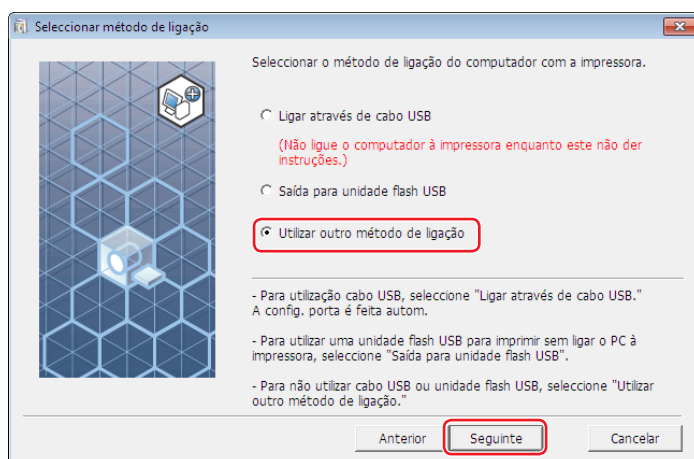 Seleccionar método de ligação
Seleccionar o método de ligação do computador com a impressora.
Ligar através de cabo USB
(Não ligue o computador à impressora enquanto este não der
instruções.)
Saída para unidade flash USB
Utilizar outro método de ligação
- Para utilização cabo USB, seleccione "Ligar através de cabo USB."
A config. porta é feita autom.
- Para utilizar uma unidade flash USB para imprimir sem ligar o PC à
impressora, seleccione "Saída para unidade flash USB".
- Para não utilizar cabo USB ou unidade flash USB, seleccione "Utilizar
outro método de ligação."
Anterior Seguinte Cancelar